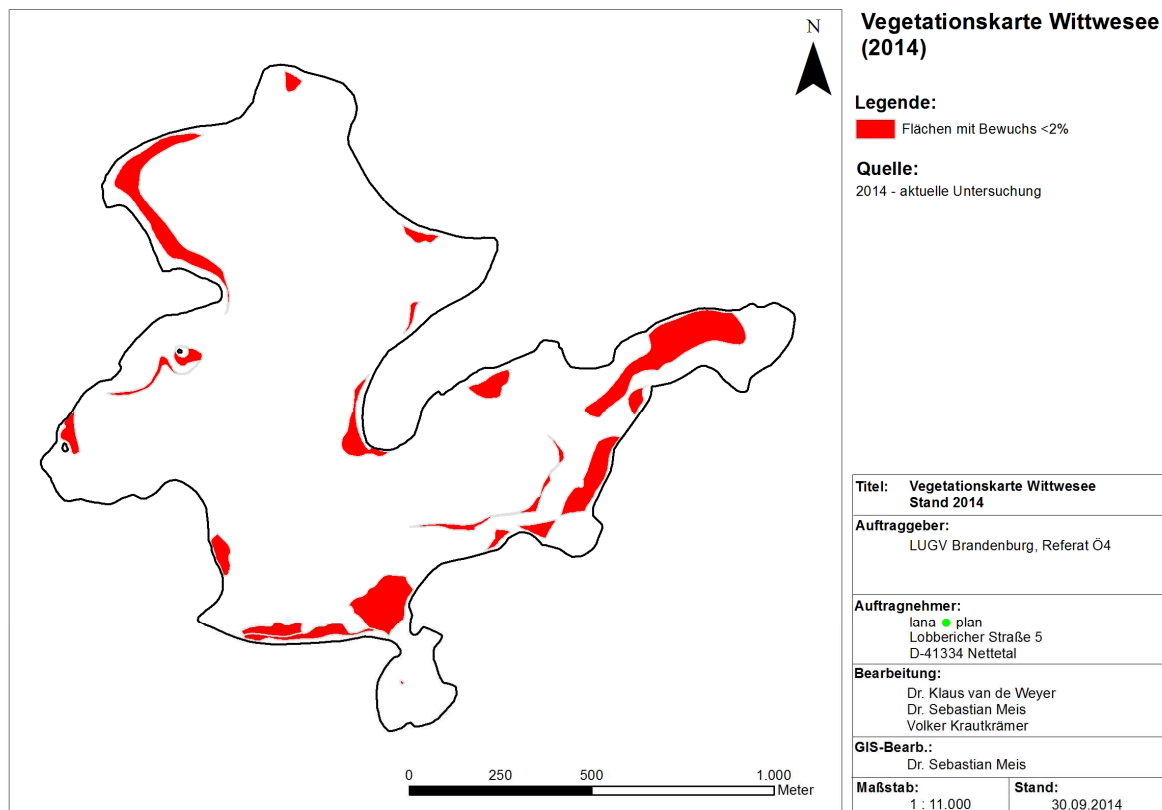 N
Vegetationskarte Wittwesee
(2014)
Legende:
Flächen mit Bewuchs <2%
Quelle:
2014 - aktuelle Untersuchung
Titel: Vegetationskarte Wittwesee
Stand 2014
Auftraggeber:
LUGV Brandenburg, Referat Ö4
Auftragnehmer:
lana plan
Lobbericher Straße 5
D-41334 Nettetal
Bearbeitung:
Dr. Klaus van de Weyer
Dr. Sebastian Meis
Volker Krautkrämer
GIS-Bearb.:
Dr. Sebastian Meis
Maßstab: Stand:
1 : 11.000 30.09.2014
0 250 500 1.000
Meter